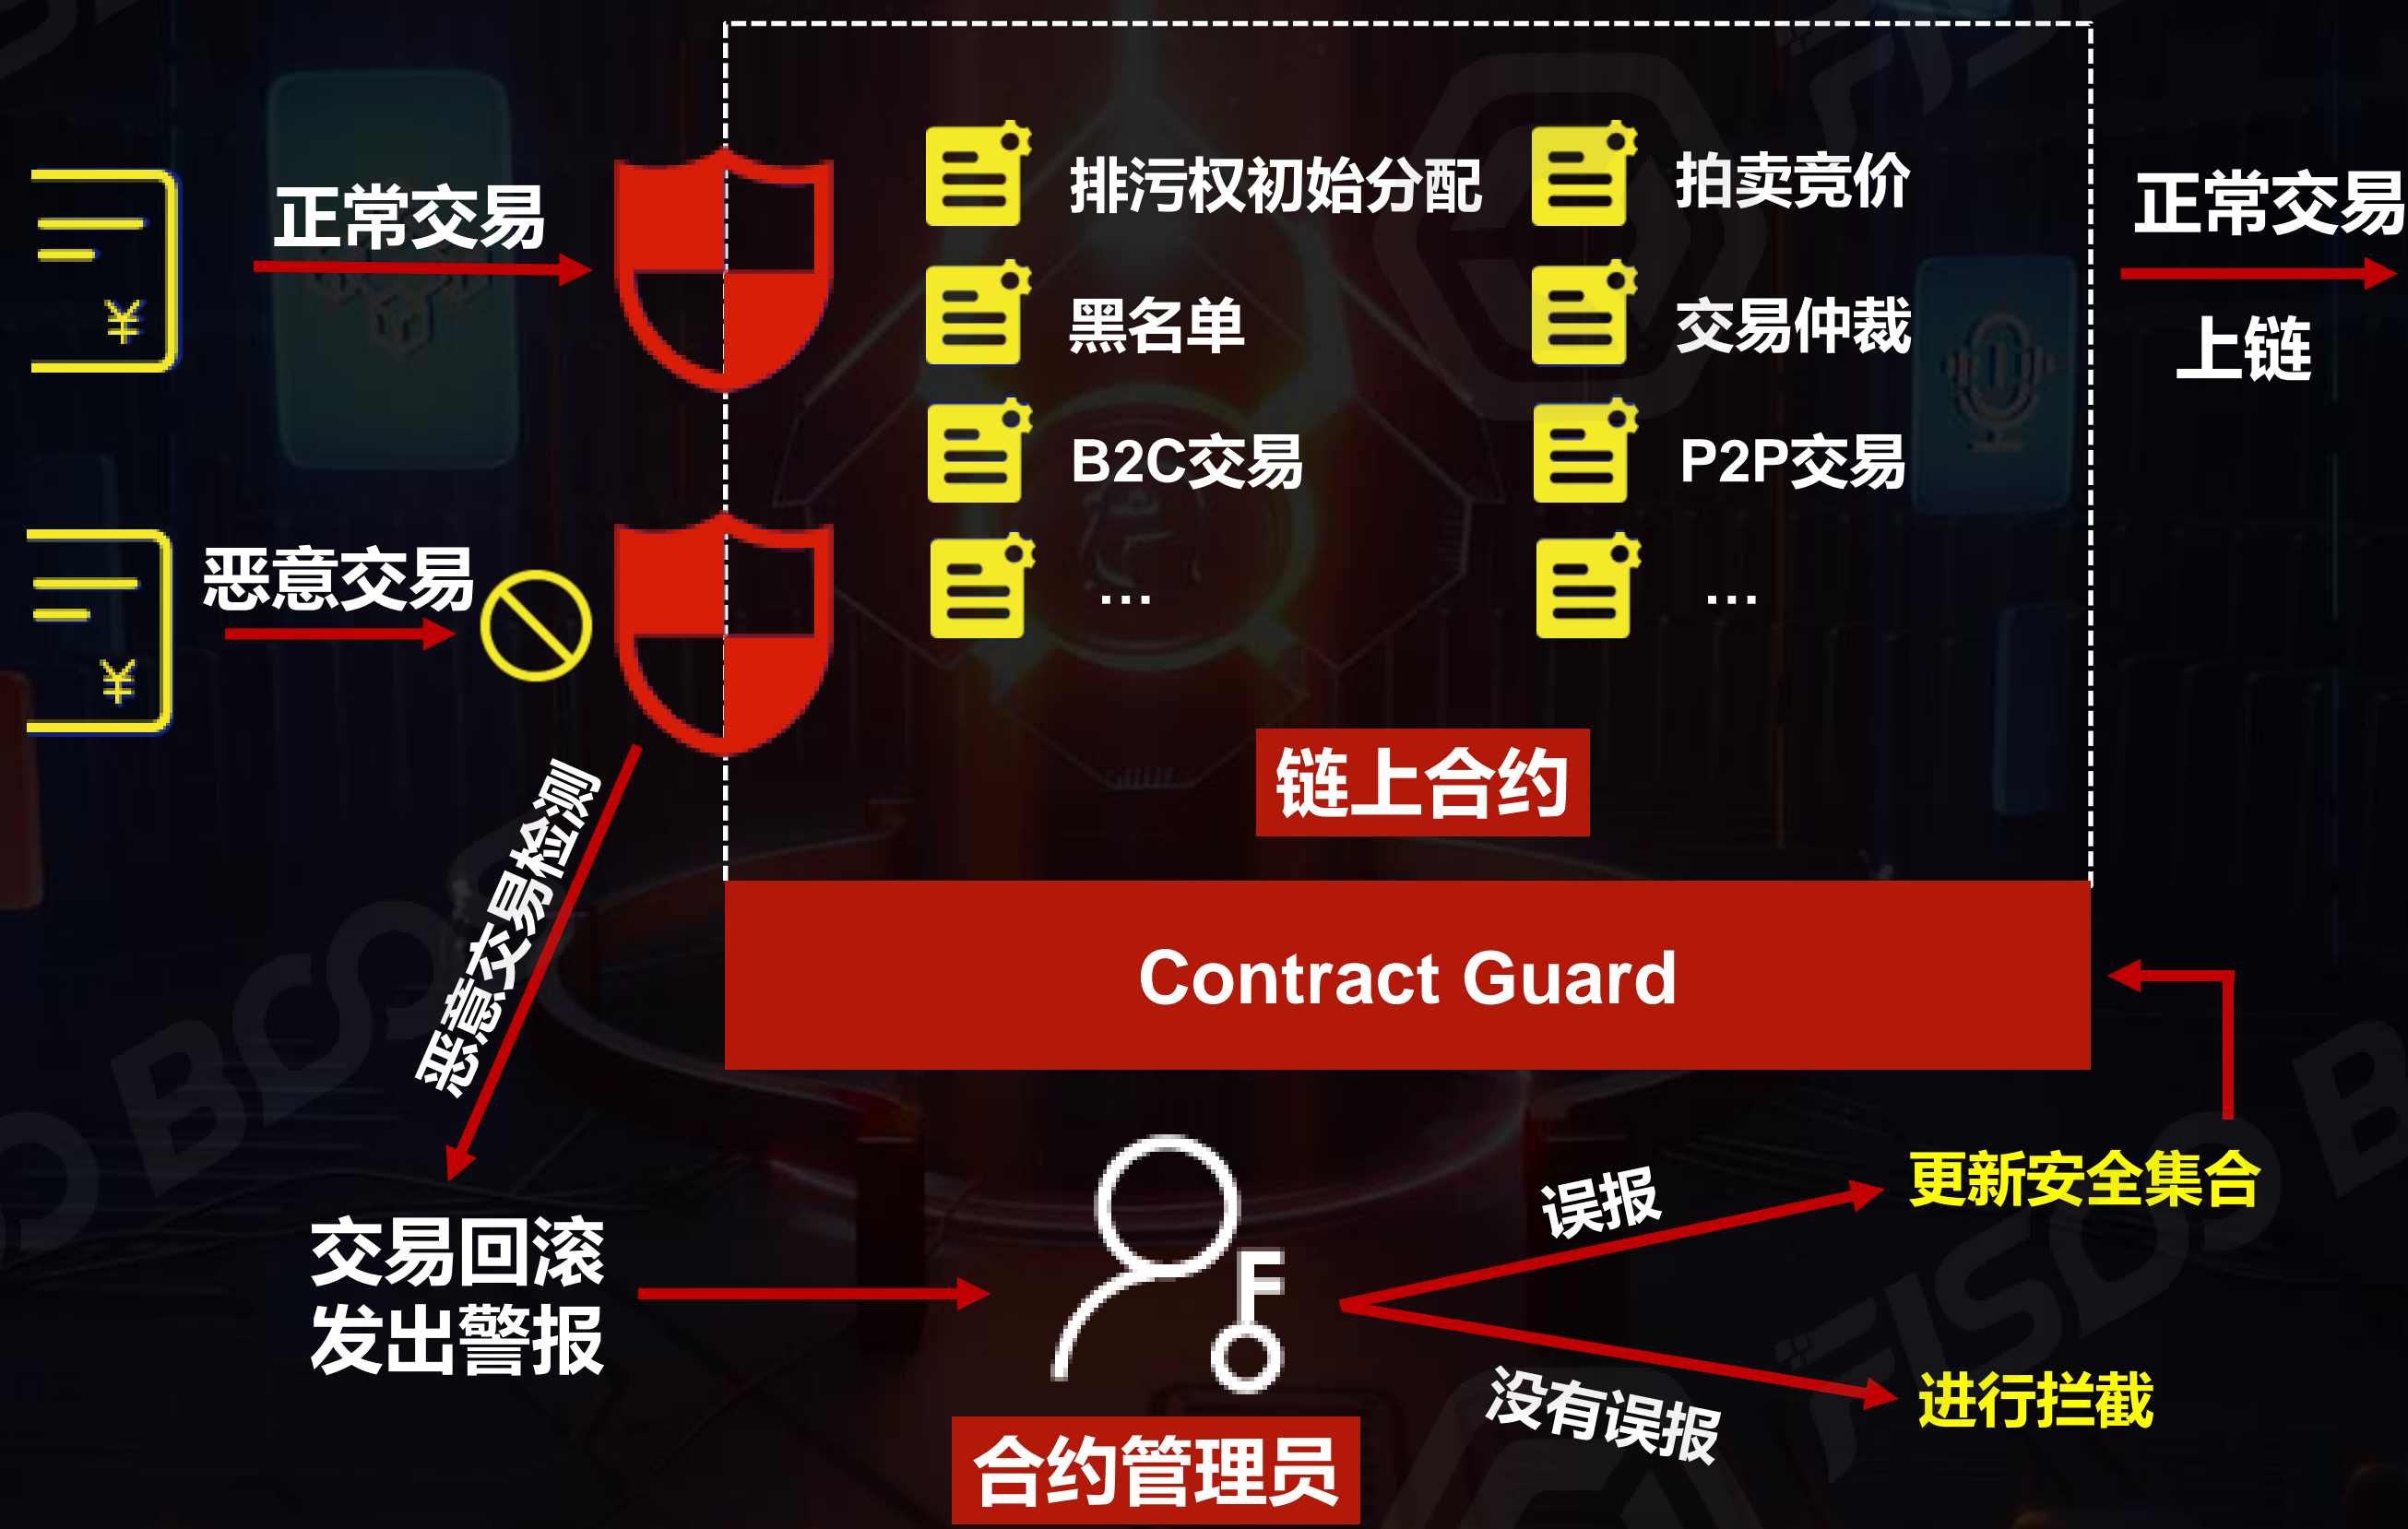 正常交易
排污权初始分配
拍卖竞价
正常交易
上链
黑名单
交易仲裁
B2C交易
P2P交易
恶意交易
...
...
¥
¥
链上合约
恶意交易检测
Contract Guard
交易回滚
发出警报
误报
更新安全集合
没有误报
进行拦截
合约管理员
FISCO BCOS